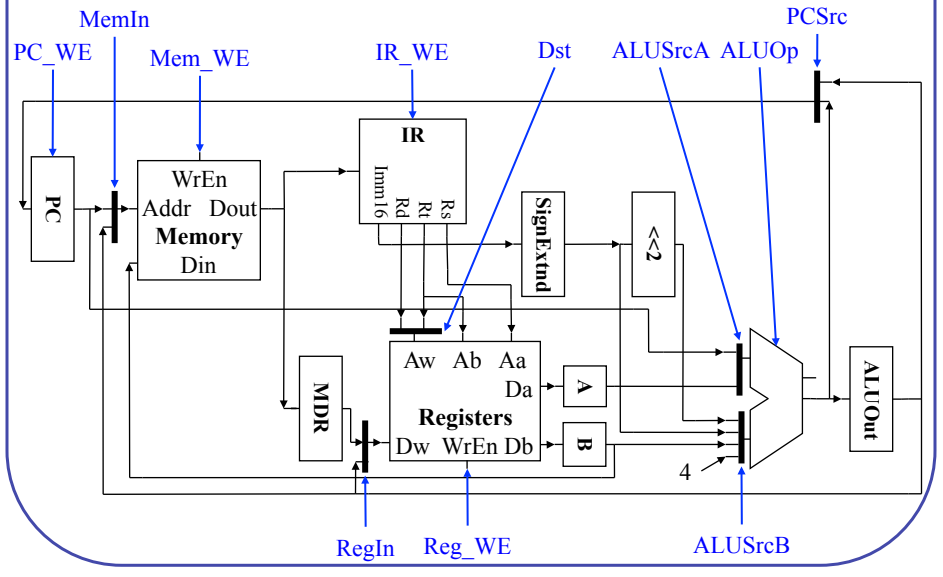 MemIn
PCSrc
PC_WE
Mem_WE
IR_WE
Dst
ALUSrcA
ALUOp
IR
Imm16
Rd
Rt
Rs
PC
WrEn
Addr Dout
Memory
Din
SignExtnd
<<2
MDR
Aw Ab Aa
Da
Registers
Dw WrEn Db
A
B
4
ALUOut
RegIn
Reg_WE
ALUSrcB